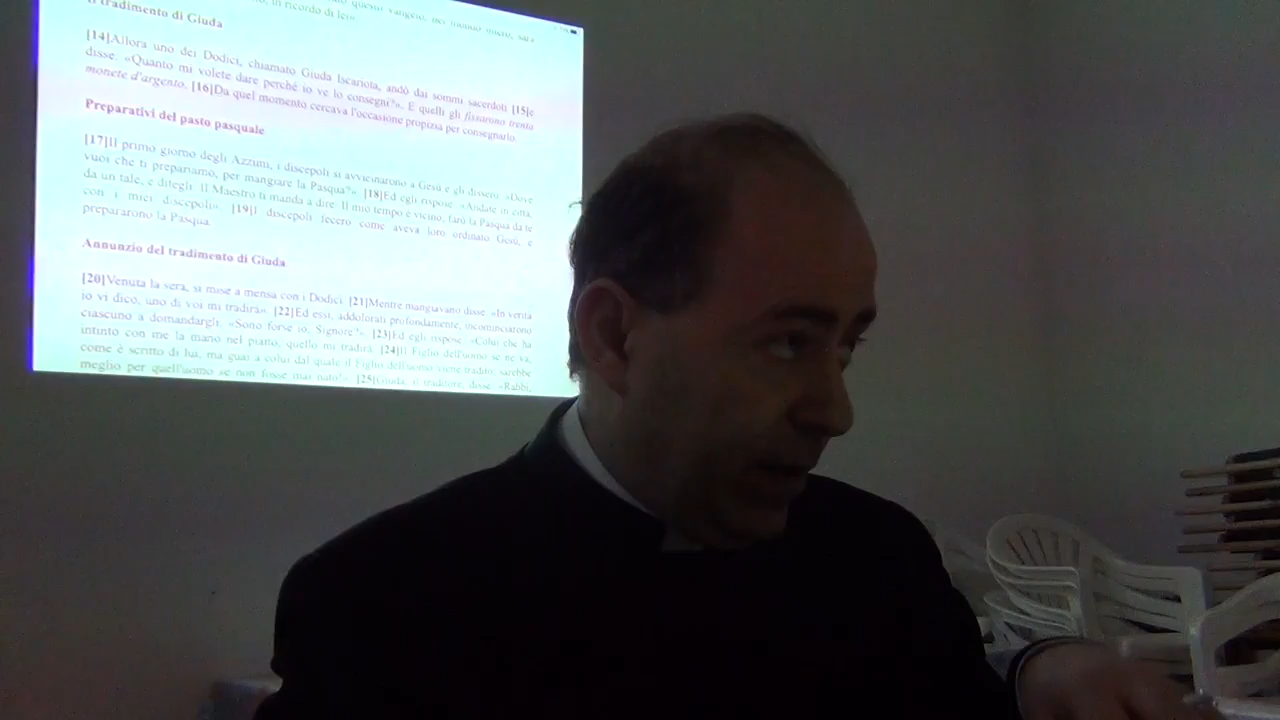 questo vangelo, nel mondo intero, sarà
in ricordo di lei».
Il tradimento di Giuda
[14]Allora uno dei Dodici, chiamato Giuda Iscariota, andò dai sommi sacerdoti [15]e
disse: «Quanto mi volete dare perché io ve lo consegni?». E quelli gli fissarono trenta
monete d'argento. [16]Da quel momento cercava l'occasione propizia per consegnarlo.
Preparativi del pasto pasquale
[17]Il primo giorno degli Azzimi, i discepoli si avvicinarono a Gesù e gli dissero: «Dove
vuoi che ti prepariamo, per mangiare la Pasqua?». [18]Ed egli rispose: «Andate in città,
da un tale, e ditegli: Il Maestro ti manda a dire: Il mio tempo è vicino; farò la Pasqua da te
con i miei discepoli». [19]I discepoli fecero come aveva loro ordinato Gesù, e
prepararono la Pasqua.
Annunzio del tradimento di Giuda
[20]Venuta la sera, si mise a mensa con i Dodici. [21]Mentre mangiavano disse: «In verità
io vi dico, uno di voi mi tradirà». [22]Ed essi, addolorati profondamente, incominciarono
ciascuno a domandargli: «Sono forse io, Signore?». [23]Ed egli rispose: «Colui che ha
intinto con me la mano nel piatto, quello mi tradirà. [24]Il Figlio dell'uomo se ne va,
come è scritto di lui, ma guai a colui dal quale il Figlio dell'uomo viene tradito; sarebbe
meglio per quell'uomo se non fosse mai nato!». [25]Giuda, il traditore, disse: «Rabbì,